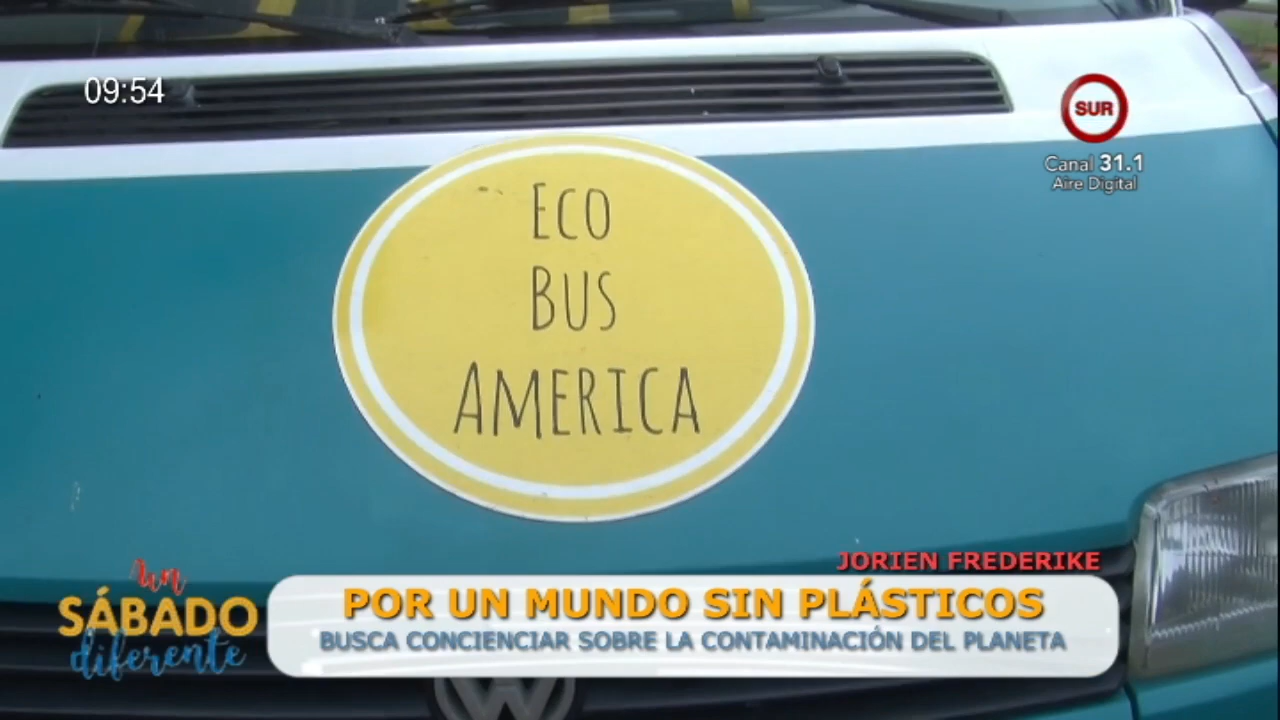 09:54
SUR
Canal 31.1
Aire Digital
Eco
Bus
America
JORIEN FREDERIKE
Un
SÁBADO
diferente
POR UN MUNDO SIN PLÁSTICOS
BUSCA CONCIENCIAR SOBRE LA CONTAMINACIÓN DEL PLANETA